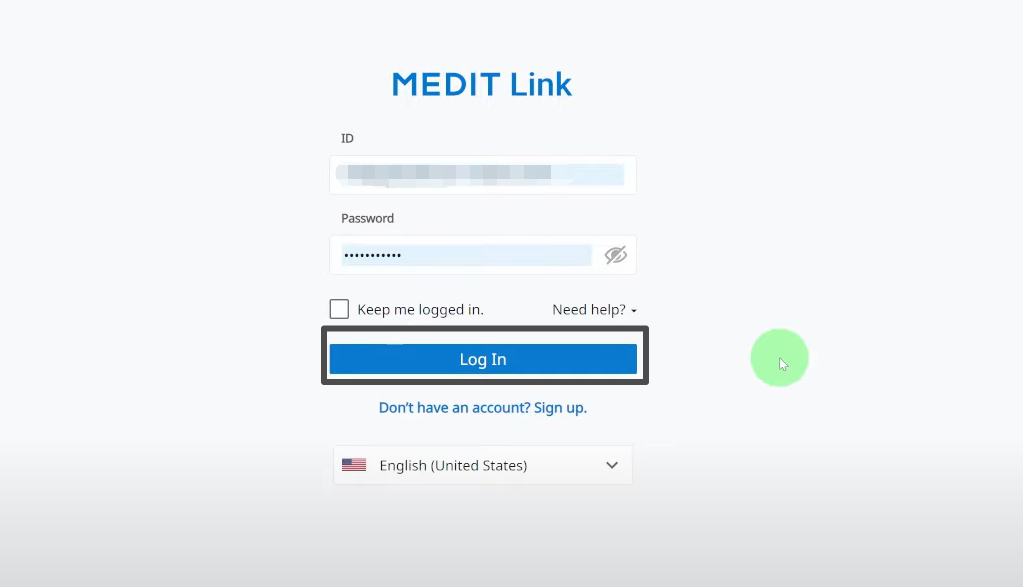 MEDIT Link
ID
Password
•••••••••••
Keep me logged in. Need help?
Log In
Don't have an account? Sign up.
English (United States)